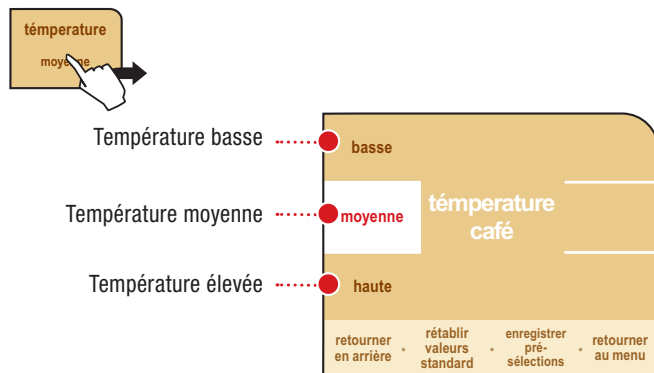 témperature
moyenne
Température basse
basse
Température moyenne
moyenne
témperature
café
Température élevée
haute
retourner
en arrière
rétablir
valeurs
standard
enregistrer
pré-
sélections
retourner
au menu